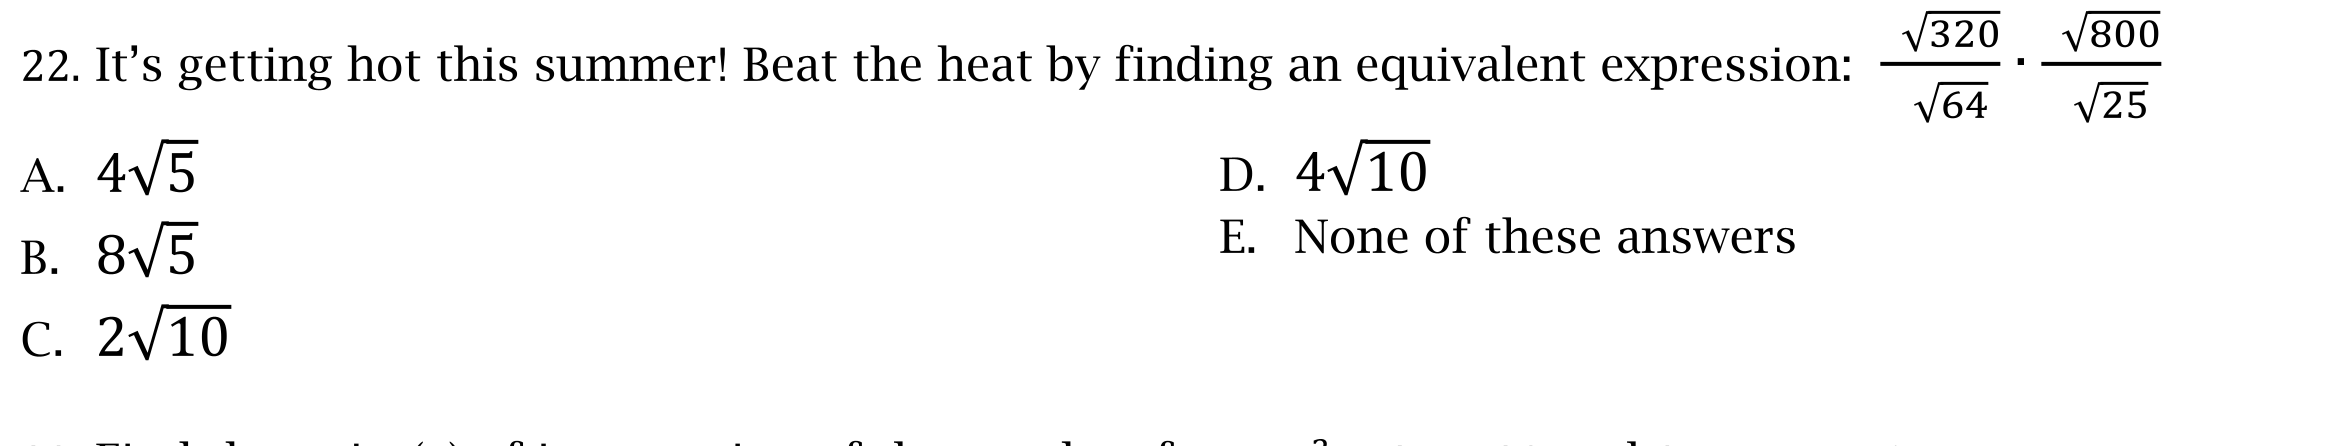 22. It's getting hot this summer! Beat the heat by finding an equivalent expression: √320/√64 · √800/√25
A. 4√5
B. 8√5
C. 2√10
D. 4√10
E. None of these answers